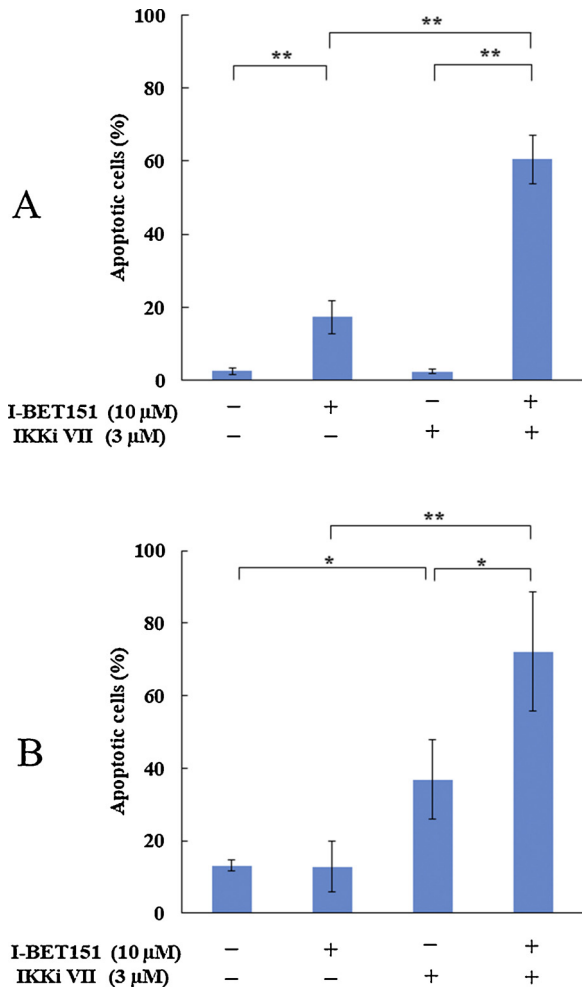 A
Apoptotic cells (%)
100
80
60
40
20
0
** ** **
I-BET151 (10 µM) − + − +
IKKi VII (3 µM) − − + +
B
Apoptotic cells (%)
100
80
60
40
20
0
** * *
I-BET151 (10 µM) − + − +
IKKi VII (3 µM) − − + +